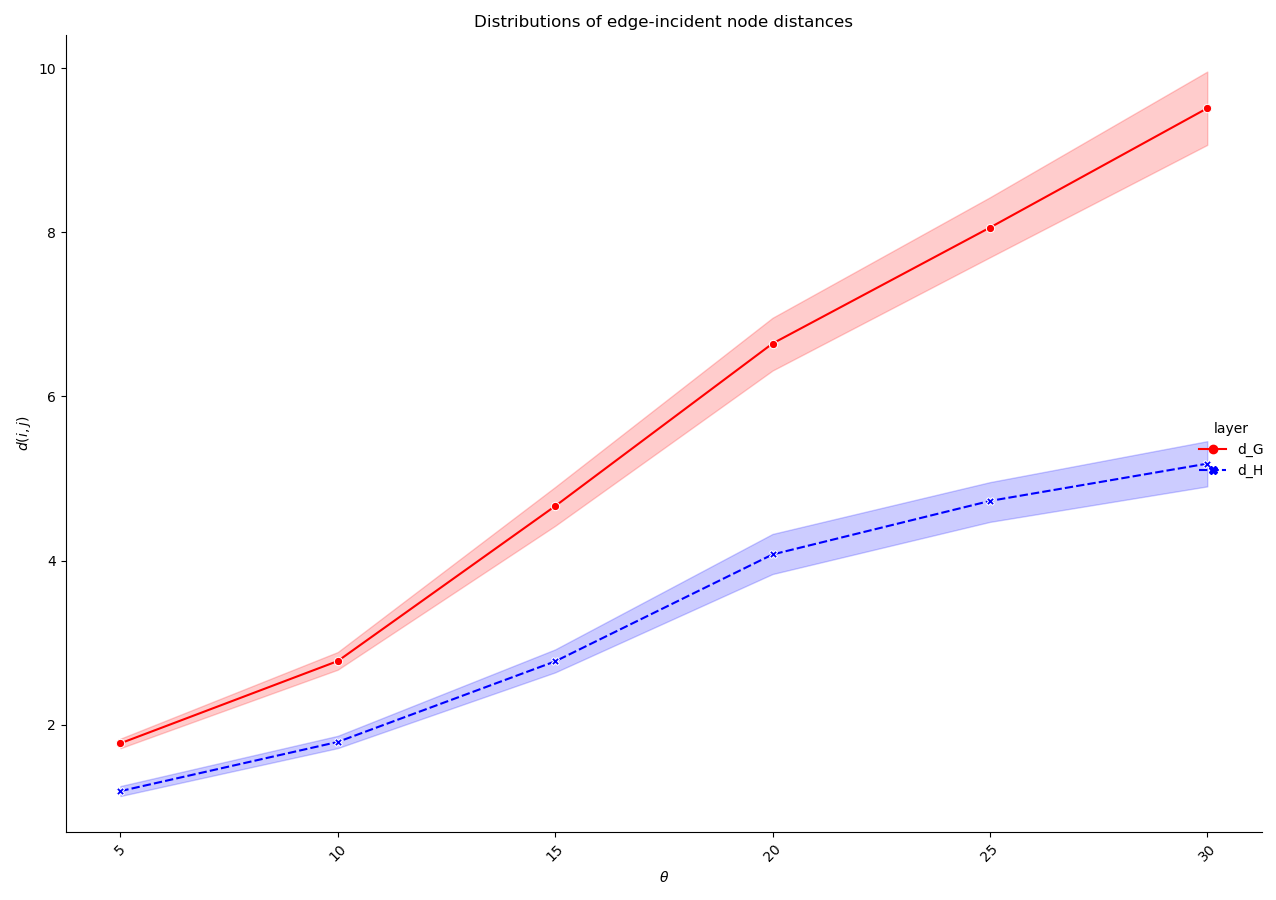 Distributions of edge-incident node distances
10
8
6
4
2
d(i, j)
layer
d_G
d_H
5
10
15
20
25
30
θ